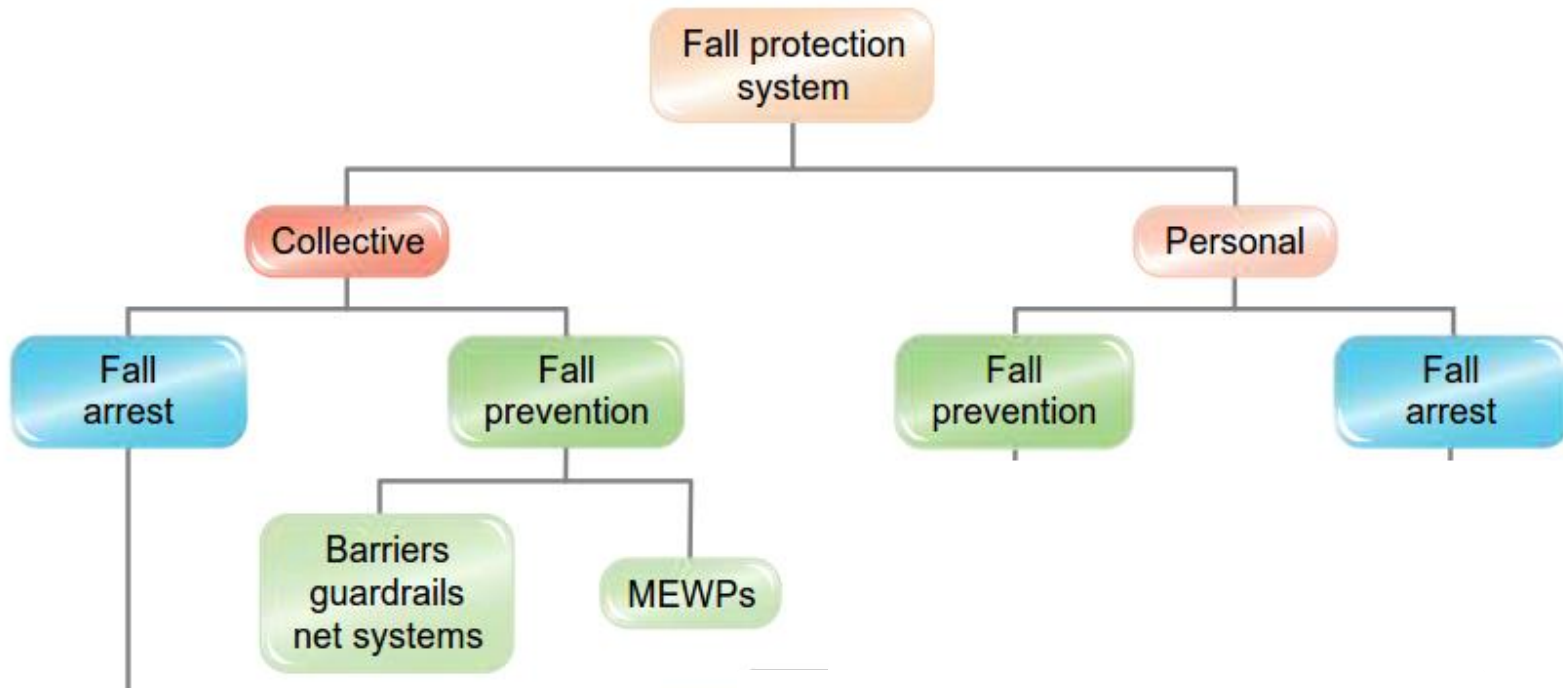 Fall protection
system
Collective
Personal
Fall
arrest
Fall
prevention
Fall
prevention
Fall
arrest
Barriers
guardrails
net systems
MEWPs